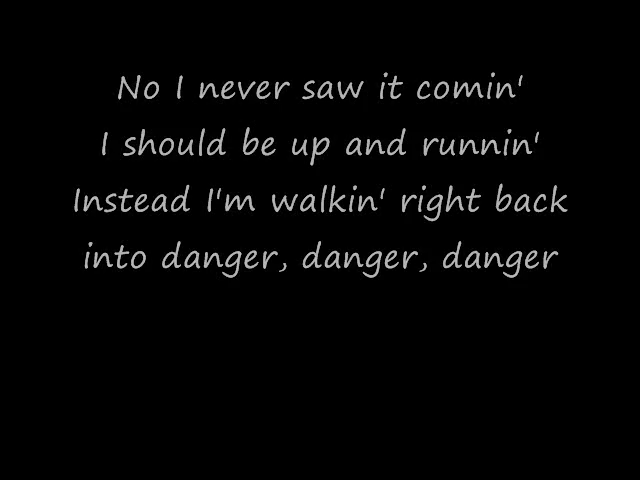 No I never saw it comin'
I should be up and runnin'
Instead I'm walkin' right back
into danger, danger, danger